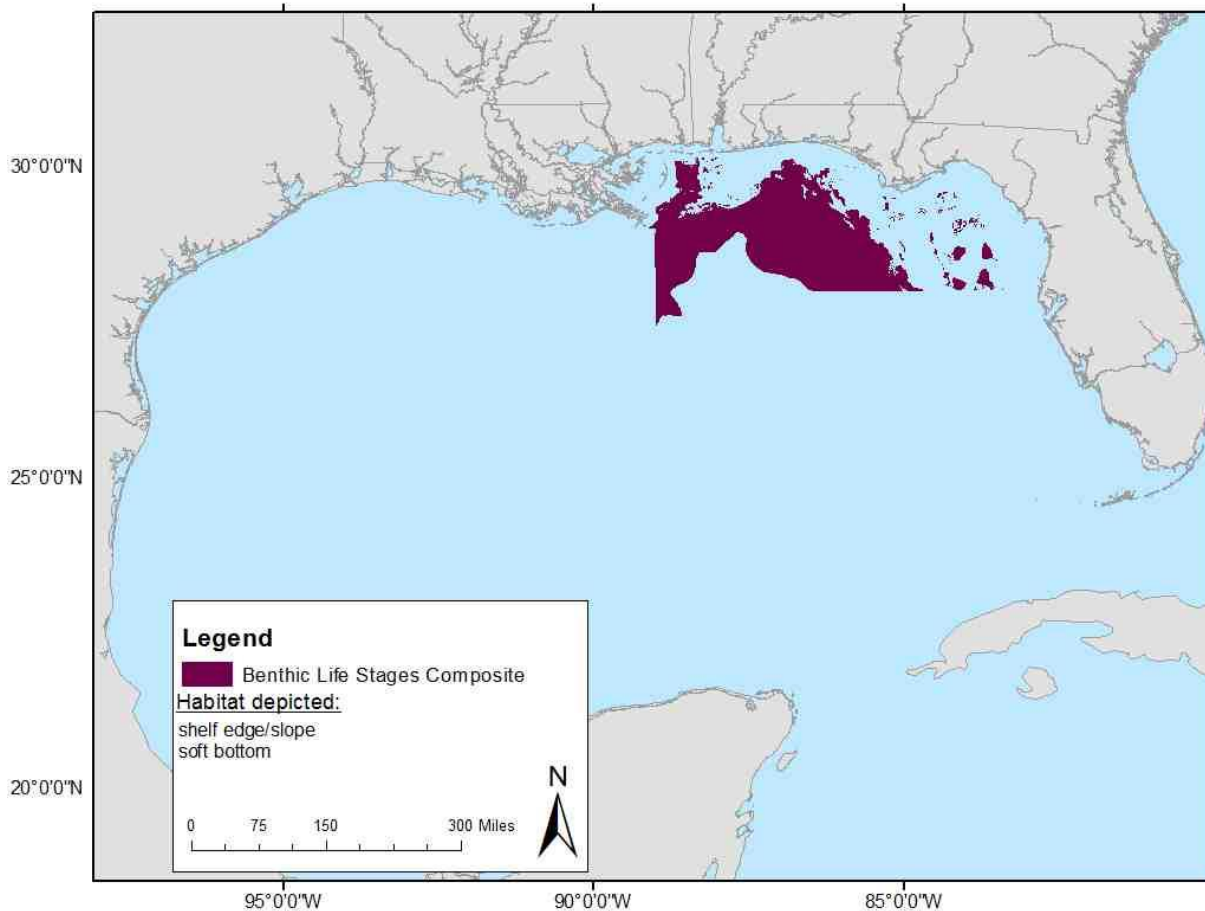 30°0'0"N
25°0'0"N
20°0'0"N
Legend
Benthic Life Stages Composite
Habitat depicted:
shelf edge/slope
soft bottom
N
0 75 150 300 Miles
95°0'0"W 90°0'0"W 85°0'0"W